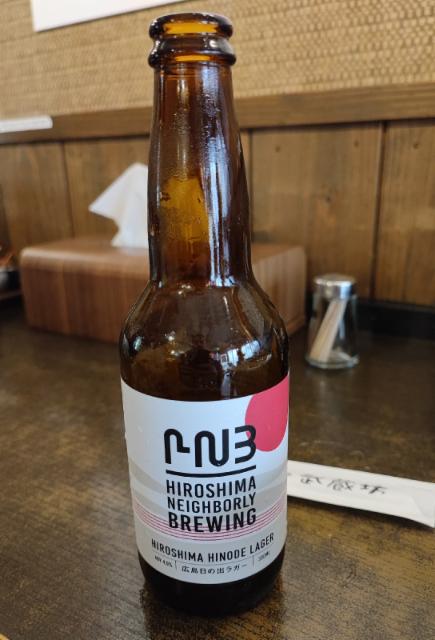 HNB
HIROSHIMA
NEIGHBORLY
BREWING
HIROSHIMA HINODE LAGER
広島日の出ラガー